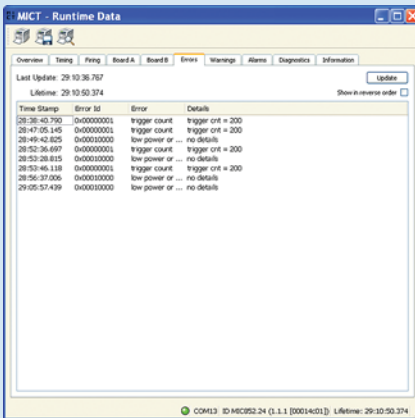 MICT - Runtime Data
Overview Timing Firing Board A Board B Errors Warnings Alarms Diagnostics Information
Last Update: 29:10:36.767 Update
Lifetime: 29:10:50.374 Show in reverse order
Time Stamp Error Id Error Details
28:38:40.790 0x00000001 trigger count trigger cnt = 200
28:47:05.145 0x00000001 trigger count trigger cnt = 200
28:49:42.825 0x00010000 low power or ... no details
28:52:36.697 0x00000001 trigger count trigger cnt = 200
28:53:28.815 0x00010000 low power or ... no details
28:53:46.118 0x00000001 trigger count trigger cnt = 200
28:56:37.006 0x00010000 low power or ... no details
29:05:57.439 0x00010000 low power or ... no details
COM13 ID MIC852.24 (1.1.1 [00014c01]) Lifetime: 29:10:50.374